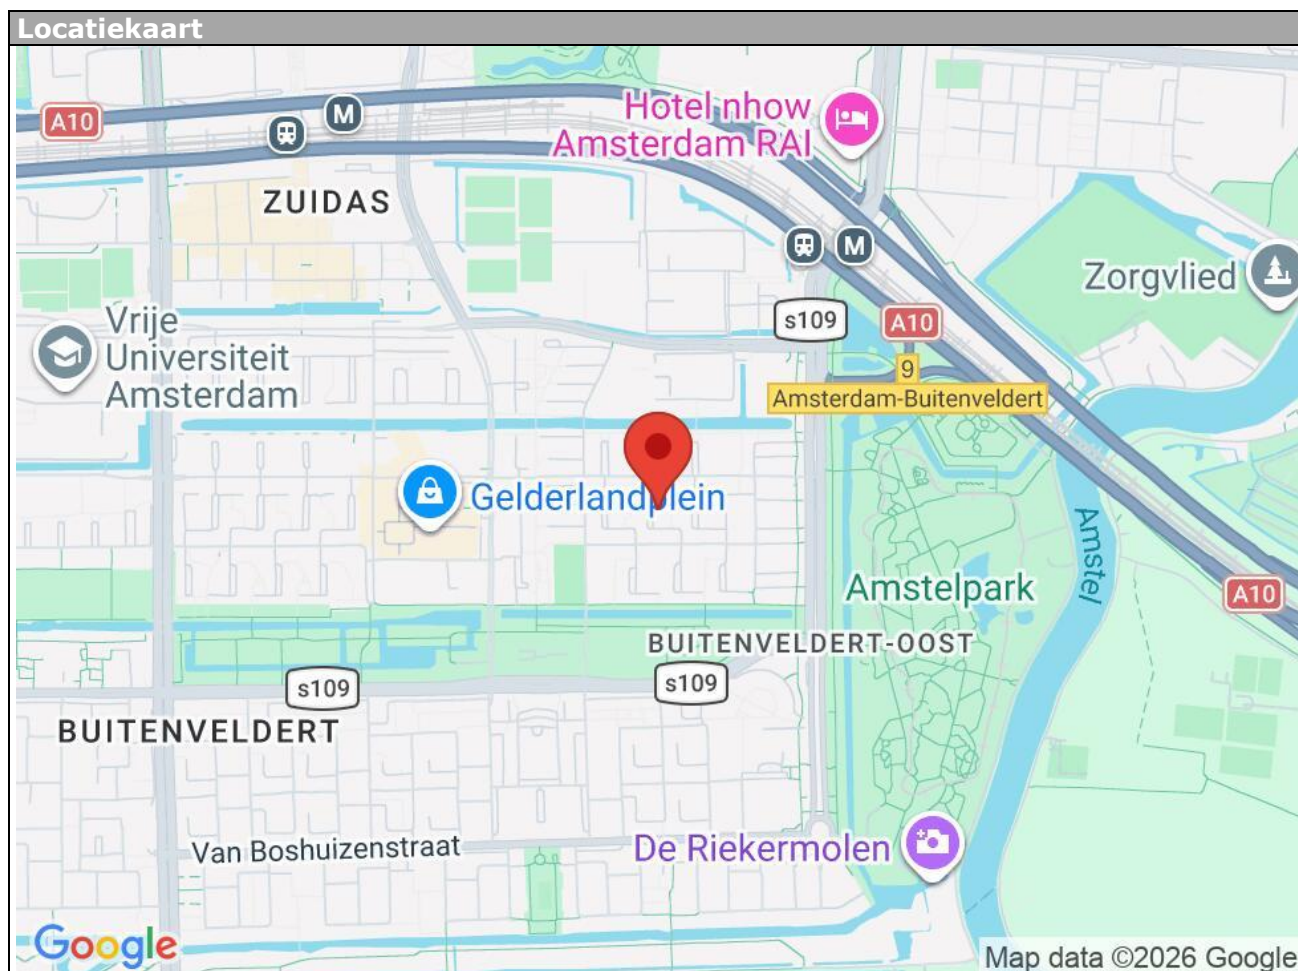 Locatiekaart
A10
M
Hotel nhow
Amsterdam RAI
ZUIDAS
M
Zorgvlied
s109
A10
Vrije
Universiteit
Amsterdam
9
Amsterdam-Buitenveldert
Gelderlandplein
Amstel
Amstelpark
A10
BUITENVELDERT-OOST
s109
s109
BUITENVELDERT
Van Boshuizenstraat
De Riekermolen
Google
Map data ©2026 Google